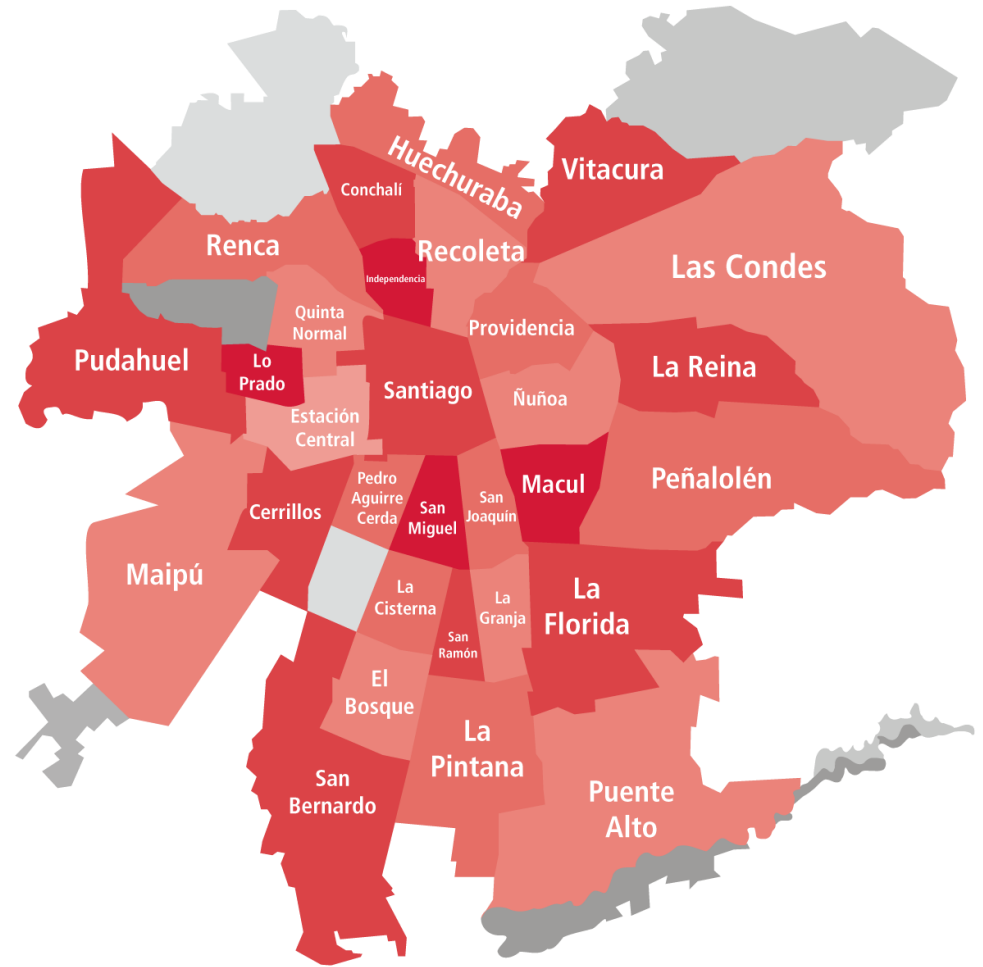 Huechuraba
Vitacura
Conchalí
Renca
Recoleta
Las Condes
Independencia
Quinta
Normal
Providencia
Pudahuel
Lo
Prado
Santiago
La Reina
Ñuñoa
Estación
Central
Pedro
Aguirre
Cerda
San
Miguel
San
Joaquín
Macul
Peñalolén
Cerrillos
Maipú
La
Cisterna
La
Granja
La
Florida
San
Ramón
El
Bosque
La
Pintana
San
Bernardo
Puente
Alto